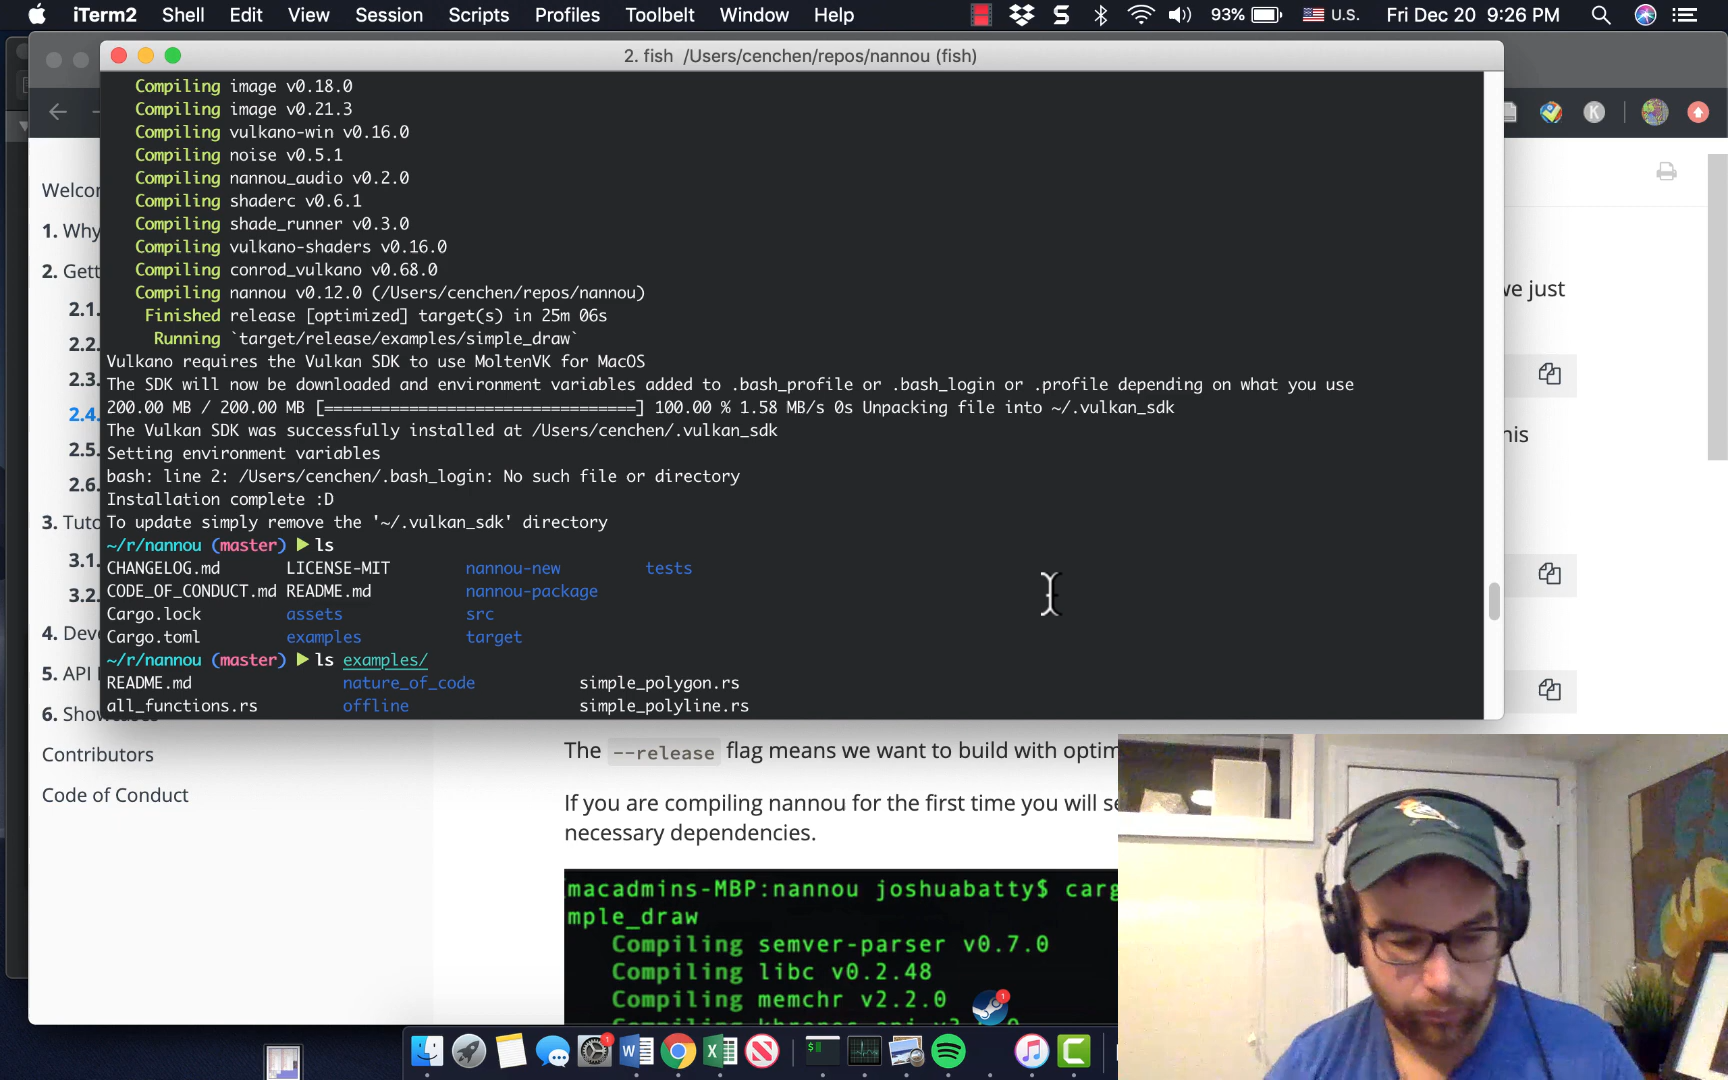 iTerm2 Shell Edit View Session Scripts Profiles Toolbelt Window Help 93% U.S. Fri Dec 20 9:26 PM
2. fish /Users/cenchen/repos/nannou (fish)
Compiling image v0.18.0
Compiling image v0.21.3
Compiling vulkano-win v0.16.0
Compiling noise v0.5.1
Compiling nannou_audio v0.2.0
Compiling shaderc v0.6.1
Compiling shade_runner v0.3.0
Compiling vulkano-shaders v0.16.0
Compiling conrod_vulkano v0.68.0
Compiling nannou v0.12.0 (/Users/cenchen/repos/nannou)
Finished release [optimized] target(s) in 25m 06s
Running `target/release/examples/simple_draw`
Vulkano requires the Vulkan SDK to use MoltenVK for MacOS
The SDK will now be downloaded and environment variables added to .bash_profile or .bash_login or .profile depending on what you use
200.00 MB / 200.00 MB [=================================] 100.00 % 1.58 MB/s 0s Unpacking file into ~/.vulkan_sdk
The Vulkan SDK was successfully installed at /Users/cenchen/.vulkan_sdk
Setting environment variables
bash: line 2: /Users/cenchen/.bash_login: No such file or directory
Installation complete :D
To update simply remove the '~/.vulkan_sdk' directory
~/r/nannou (master) ▶ ls
CHANGELOG.md LICENSE-MIT nannou-new tests
CODE_OF_CONDUCT.md README.md nannou-package
Cargo.lock assets src
Cargo.toml examples target
~/r/nannou (master) ▶ ls examples/
README.md nature_of_code simple_polygon.rs
all_functions.rs offline simple_polyline.rs
Welcom
1. Why
2. Gett
2.1.
2.2.
2.3.
2.4.
2.5.
2.6.
3. Tuto
3.1.
3.2.
4. Deve
5. API
6. Show
Contributors
Code of Conduct
we just
his
The --release flag means we want to build with optim
If you are compiling nannou for the first time you will se
necessary dependencies.
macadmins-MBP:nannou joshuabatty$ carg
mple_draw
Compiling semver-parser v0.7.0
Compiling libc v0.2.48
Compiling memchr v2.2.0